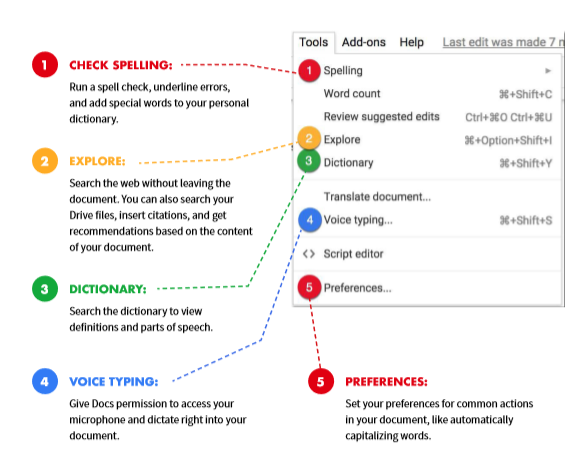 Tools Add-ons Help Last edit was made 7 m
1 CHECK SPELLING:
Run a spell check, underline errors,
and add special words to your personal
dictionary.
2 EXPLORE:
Search the web without leaving the
document. You can also search your
Drive files, insert citations, and get
recommendations based on the content
of your document.
3 DICTIONARY:
Search the dictionary to view
definitions and parts of speech.
4 VOICE TYPING:
Give Docs permission to access your
microphone and dictate right into your
document.
1 Spelling ►
Word count ⌘+Shift+C
Review suggested edits Ctrl+⌘O Ctrl+⌘U
2 Explore ⌘+Option+Shift+I
3 Dictionary ⌘+Shift+Y
Translate document...
4 Voice typing... ⌘+Shift+S
<> Script editor
5 Preferences...
5 PREFERENCES:
Set your preferences for common actions
in your document, like automatically
capitalizing words.